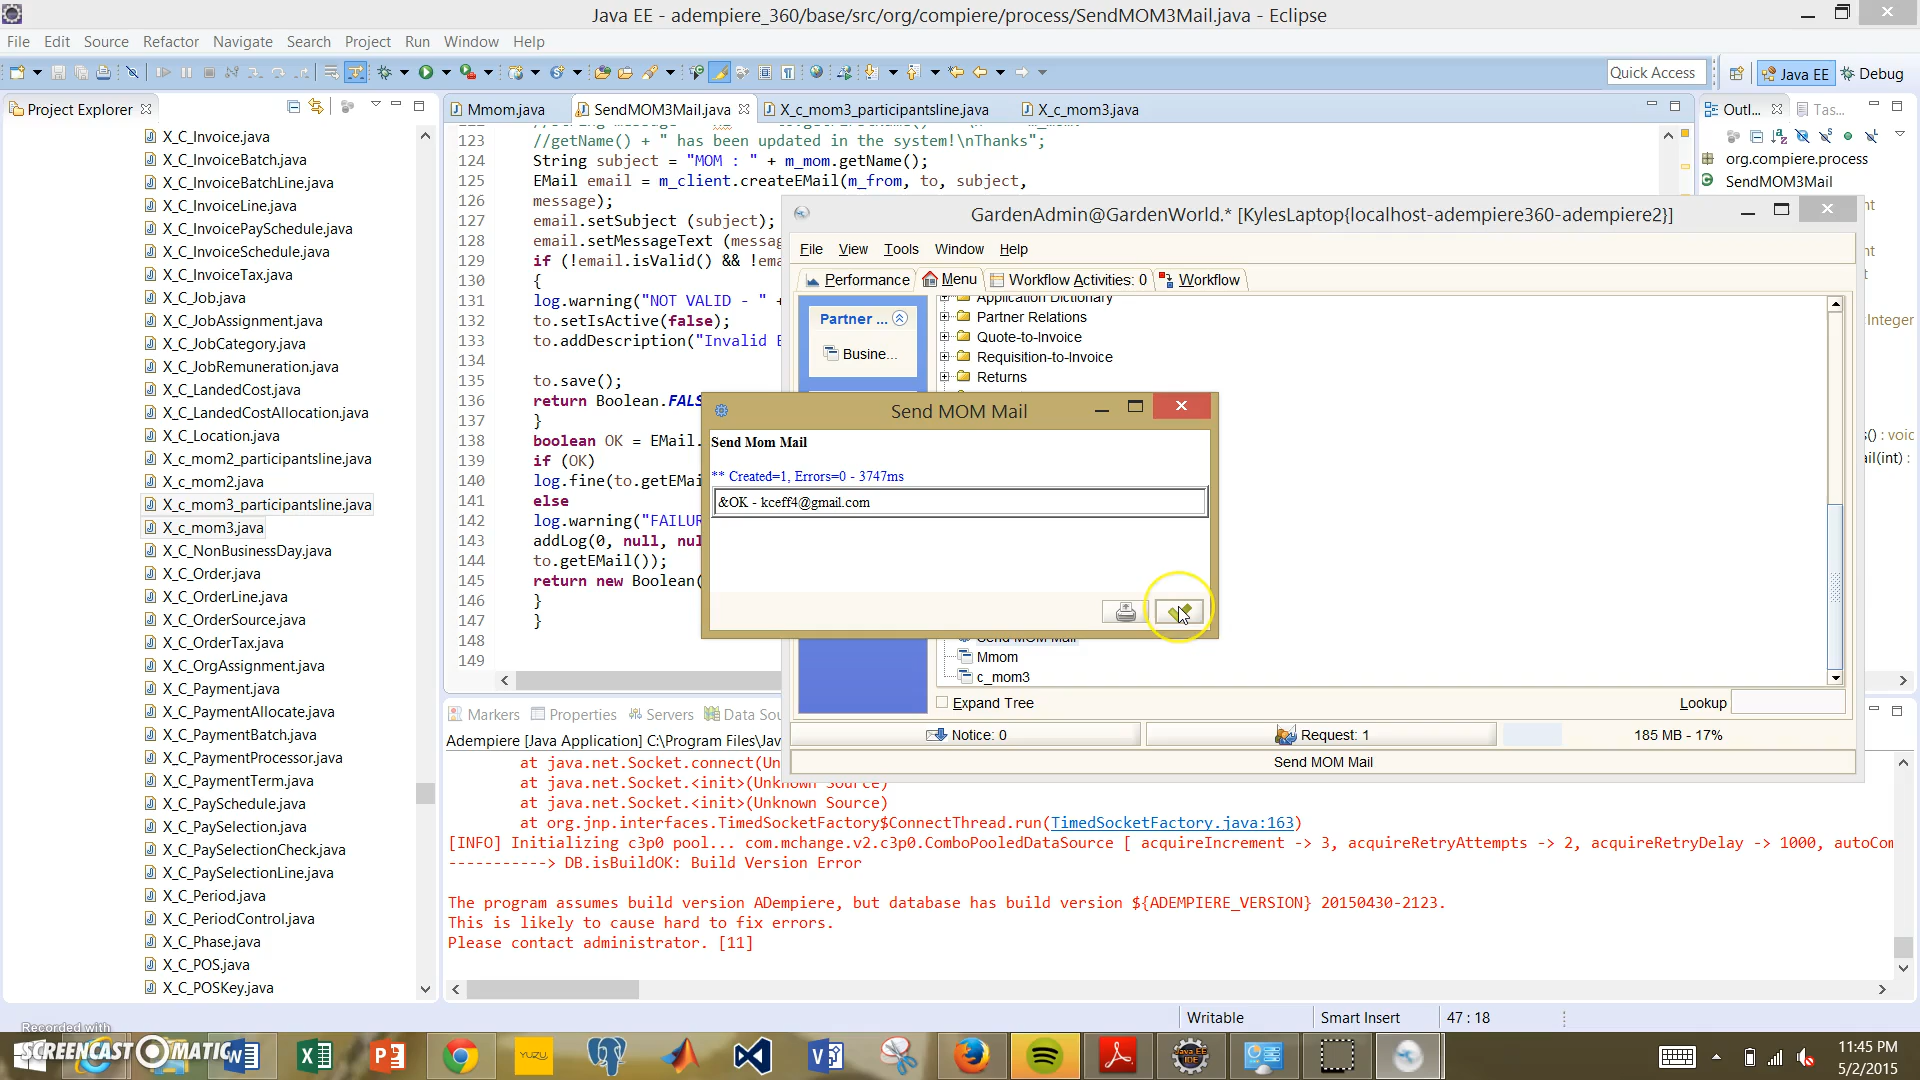 Java EE - adempiere_360/base/src/org/compiere/process/SendMOM3Mail.java - Eclipse
File Edit Source Refactor Navigate Search Project Run Window Help
Quick Access
Java EE
Debug
Project Explorer
X_C_Invoice.java
X_C_InvoiceBatch.java
X_C_InvoiceBatchLine.java
X_C_InvoiceLine.java
X_C_InvoicePaySchedule.java
X_C_InvoiceSchedule.java
X_C_InvoiceTax.java
X_C_Job.java
X_C_JobAssignment.java
X_C_JobCategory.java
X_C_JobRemuneration.java
X_C_LandedCost.java
X_C_LandedCostAllocation.java
X_C_Location.java
X_c_mom2_participantsline.java
X_c_mom2.java
X_c_mom3_participantsline.java
X_c_mom3.java
X_C_NonBusinessDay.java
X_C_Order.java
X_C_OrderLine.java
X_C_OrderSource.java
X_C_OrderTax.java
X_C_OrgAssignment.java
X_C_Payment.java
X_C_PaymentAllocate.java
X_C_PaymentBatch.java
X_C_PaymentProcessor.java
X_C_PaymentTerm.java
X_C_PaySchedule.java
X_C_PaySelection.java
X_C_PaySelectionCheck.java
X_C_PaySelectionLine.java
X_C_Period.java
X_C_PeriodControl.java
X_C_Phase.java
X_C_POS.java
X_C_POSKey.java
Mmom.java
SendMOM3Mail.java
X_c_mom3_participantsline.java
X_c_mom3.java
123 //getName() + " has been updated in the system!\nThanks";
124 String subject = "MOM : " + m_mom.getName();
125 EMail email = m_client.createEMail(m_from, to, subject,
126 message);
127 email.setSubject (subject);
128 email.setMessageText (messag
129 if (!email.isValid() && !ema
130 {
131 log.warning("NOT VALID - " +
132 to.setIsActive(false);
133 to.addDescription("Invalid E
134
135 to.save();
136 return Boolean.FALS
137 }
138 boolean OK = EMail.
139 if (OK)
140 log.fine(to.getEMai
141 else
142 log.warning("FAILUR
143 addLog(0, null, nul
144 to.getEMail());
145 return new Boolean(
146 }
147 }
148
149
Outl...
Tas...
org.compiere.process
SendMOM3Mail
nt
nt
t
Integer
nt
s() : voic
ail(int) :
GardenAdmin@GardenWorld.* [KylesLaptop{localhost-adempiere360-adempiere2}]
File View Tools Window Help
Performance
Menu
Workflow Activities: 0
Workflow
Partner ...
Busine...
Application Dictionary
Partner Relations
Quote-to-Invoice
Requisition-to-Invoice
Returns
Send MOM Mail
Mmom
c_mom3
Expand Tree
Lookup
Notice: 0
Request: 1
185 MB - 17%
Send MOM Mail
Send MOM Mail
Send Mom Mail
** Created=1, Errors=0 - 3747ms
&OK - kceff4@gmail.com
Markers
Properties
Servers
Data Sou
Adempiere [Java Application] C:\Program Files\Jav
at java.net.Socket.connect(Un
at java.net.Socket.<init>(Unknown Source)
at java.net.Socket.<init>(Unknown Source)
at org.jnp.interfaces.TimedSocketFactory$ConnectThread.run(TimedSocketFactory.java:163)
[INFO] Initializing c3p0 pool... com.mchange.v2.c3p0.ComboPooledDataSource [ acquireIncrement -> 3, acquireRetryAttempts -> 2, acquireRetryDelay -> 1000, autoCom
-----------> DB.isBuildOK: Build Version Error
The program assumes build version ADempiere, but database has build version ${ADEMPIERE_VERSION} 20150430-2123.
This is likely to cause hard to fix errors.
Please contact administrator. [11]
Writable
Smart Insert
47 : 18
Recorded with
SCREENCAST MATIC
YUZU
Java EE IDE
11:45 PM
5/2/2015